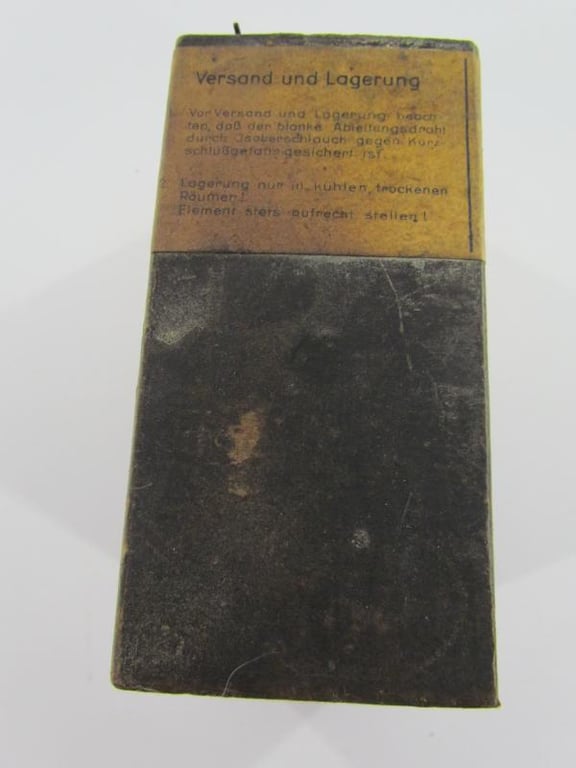 Versand und Lagerung
1. Vor Versand und Lagerung beach-
ten, daß der blanke Ableitungsdraht
durch Isolierschlauch gegen Kurz-
schlußgefahr gesichert ist.
2. Lagerung nur in kühlen, trockenen
Räumen!
Element stets aufrecht stellen!